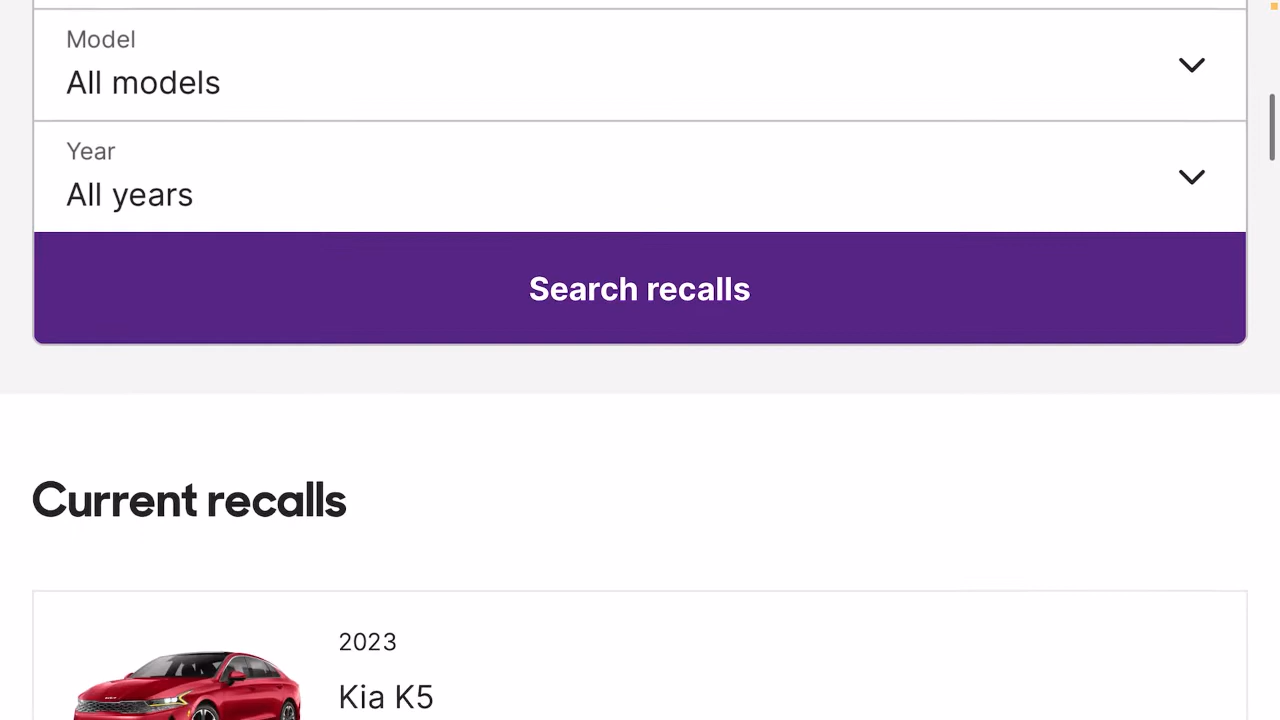 Model
All models
Year
All years
Search recalls
Current recalls
2023
Kia K5